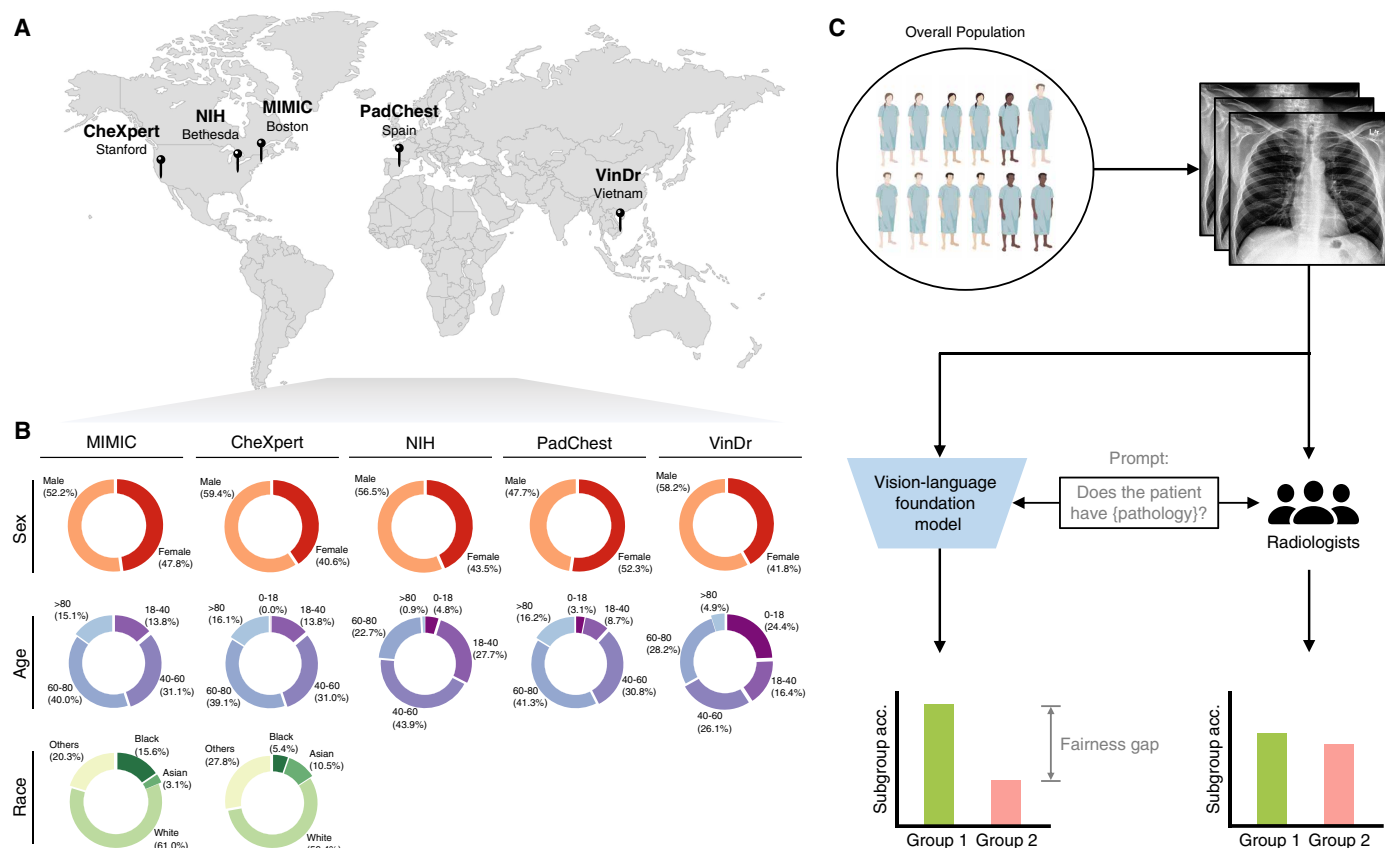 A
CheXpert
Stanford
NIH
Bethesda
MIMIC
Boston
PadChest
Spain
VinDr
Vietnam
B
MIMIC
CheXpert
NIH
PadChest
VinDr
Sex
Male
(52.2%)
Female
(47.8%)
Male
(59.4%)
Female
(40.6%)
Male
(56.5%)
Female
(43.5%)
Male
(47.7%)
Female
(52.3%)
Male
(58.2%)
Female
(41.8%)
Age
>80
(15.1%)
18-40
(13.8%)
60-80
(40.0%)
40-60
(31.1%)
>80
(16.1%)
0-18
(0.0%)
18-40
(13.8%)
60-80
(39.1%)
40-60
(31.0%)
>80
(0.9%)
0-18
(4.8%)
60-80
(22.7%)
18-40
(27.7%)
40-60
(43.9%)
>80
(16.2%)
0-18
(3.1%)
18-40
(8.7%)
60-80
(41.3%)
40-60
(30.8%)
>80
(4.9%)
0-18
(24.4%)
60-80
(28.2%)
18-40
(16.4%)
40-60
(26.1%)
Race
Others
(20.3%)
Black
(15.6%)
Asian
(3.1%)
White
(61.0%)
Others
(27.8%)
Black
(5.4%)
Asian
(10.5%)
White
C
Overall Population
Vision-language
foundation
model
Prompt:
Does the patient
have {pathology}?
Radiologists
Subgroup acc.
Fairness gap
Group 1
Group 2
Subgroup acc.
Group 1
Group 2